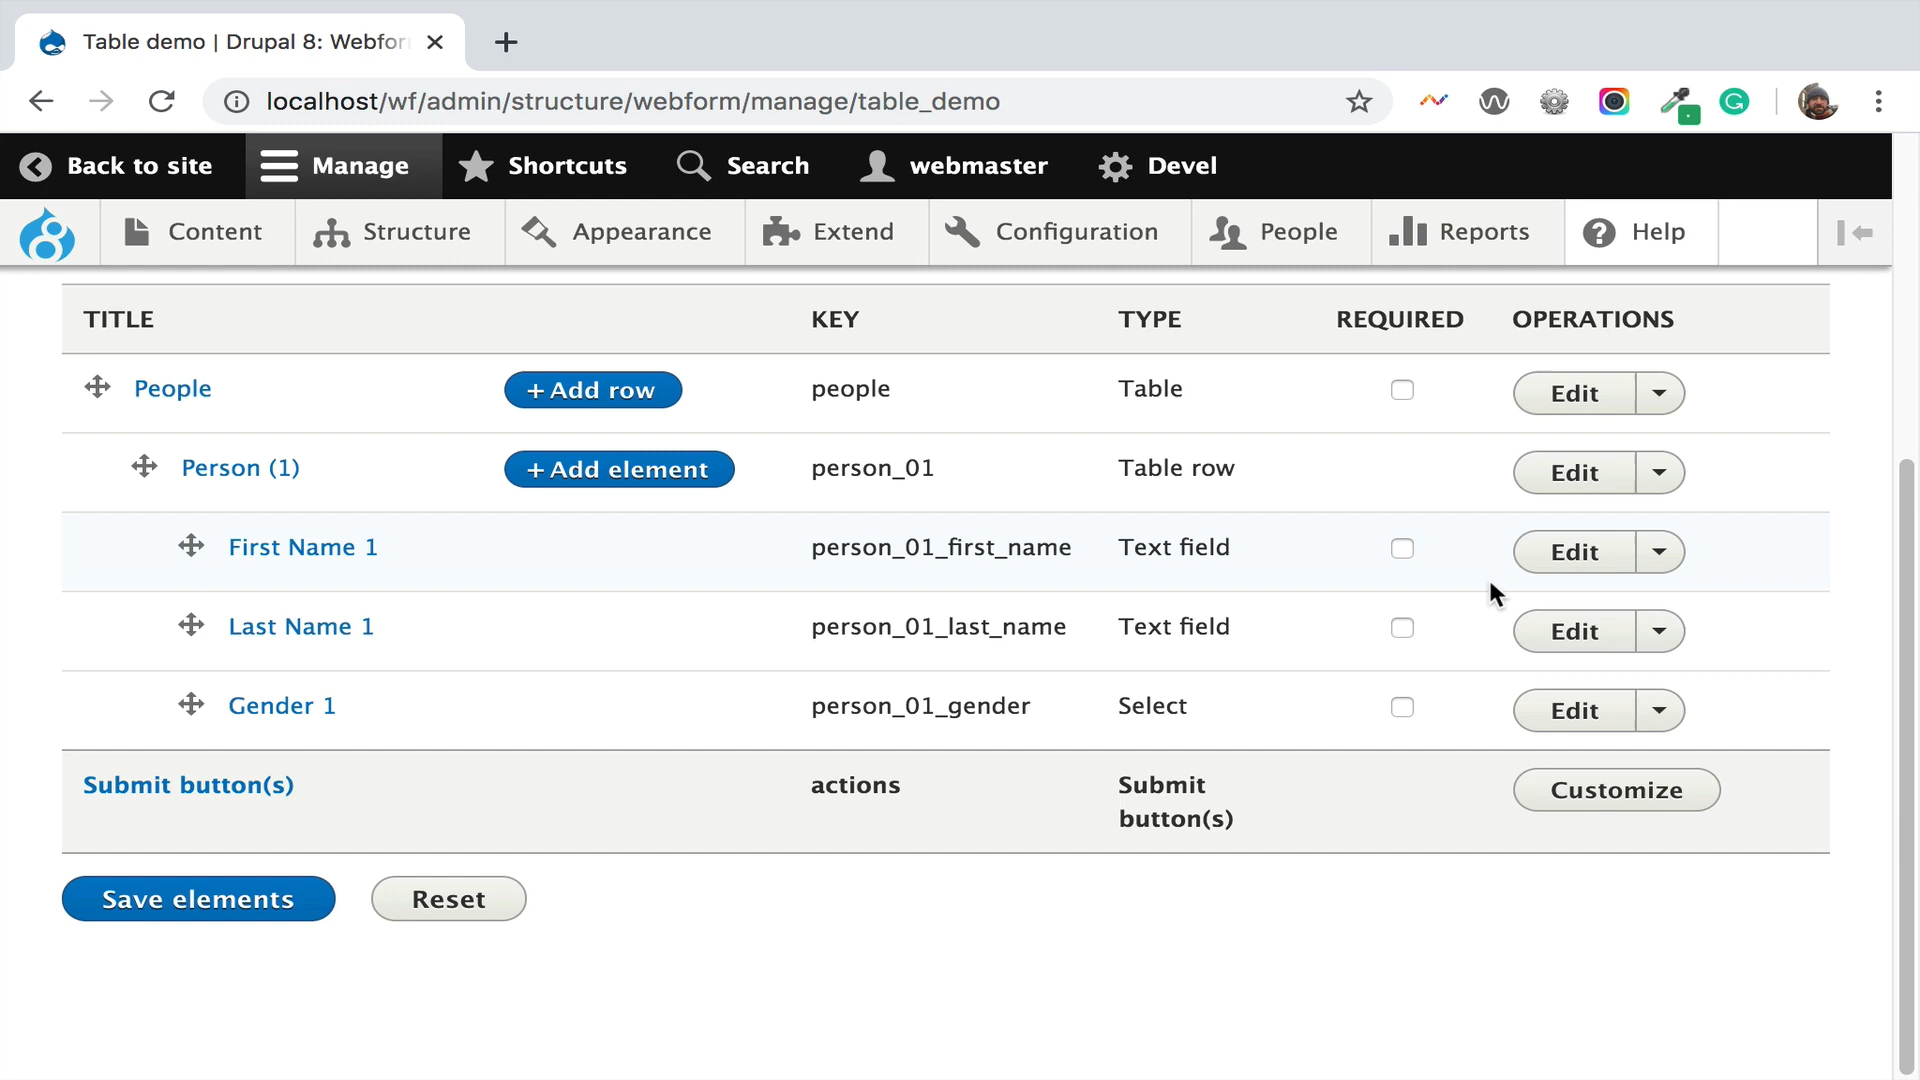 Table demo | Drupal 8: Webfor
localhost/wf/admin/structure/webform/manage/table_demo
Back to site Manage Shortcuts Search webmaster Devel
Content Structure Appearance Extend Configuration People Reports Help
TITLE KEY TYPE REQUIRED OPERATIONS
People + Add row people Table Edit
Person (1) + Add element person_01 Table row Edit
First Name 1 person_01_first_name Text field Edit
Last Name 1 person_01_last_name Text field Edit
Gender 1 person_01_gender Select Edit
Submit button(s) actions Submit Customize
button(s)
Save elements Reset